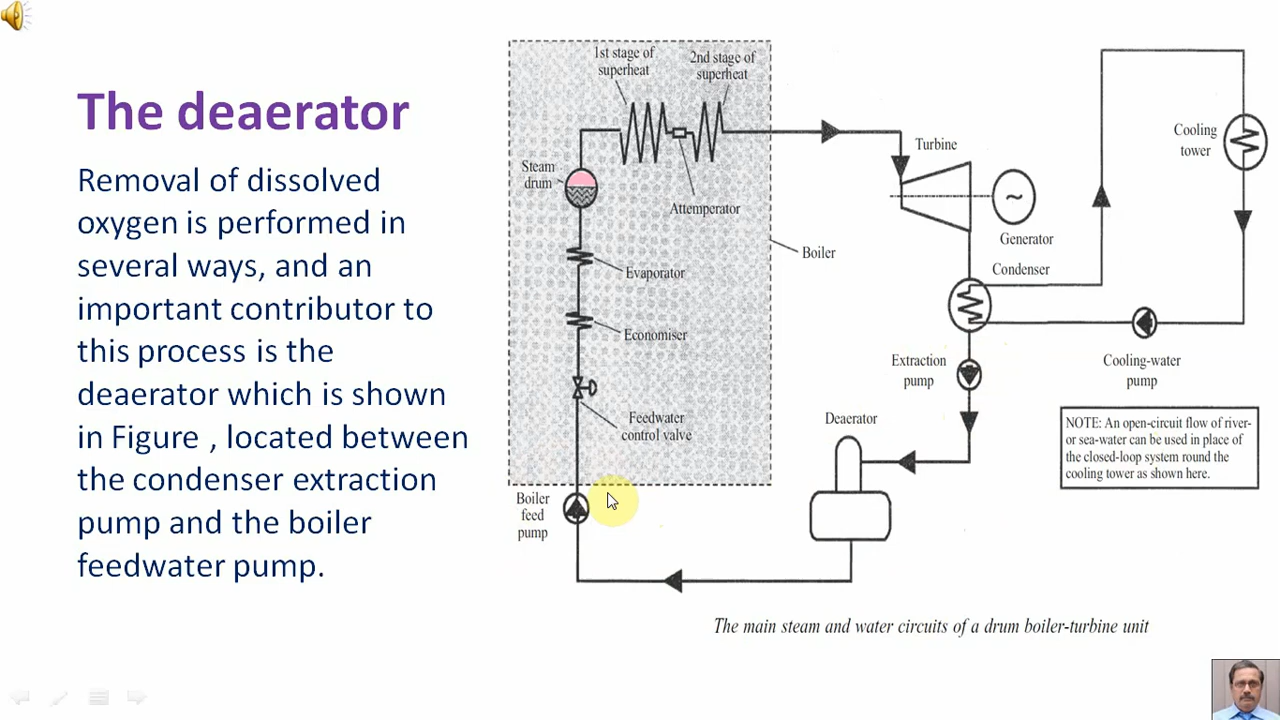 The deaerator
Removal of dissolved
oxygen is performed in
several ways, and an
important contributor to
this process is the
deaerator which is shown
in Figure , located between
the condenser extraction
pump and the boiler
feedwater pump.
1st stage of
superheat
2nd stage of
superheat
Steam
drum
Attemperator
Evaporator
Economiser
Feedwater
control valve
Boiler
feed
pump
Boiler
Turbine
Generator
Condenser
Extraction
pump
Deaerator
Cooling
tower
Cooling-water
pump
NOTE: An open-circuit flow of river-
or sea-water can be used in place of
the closed-loop system round the
cooling tower as shown here.
The main steam and water circuits of a drum boiler-turbine unit